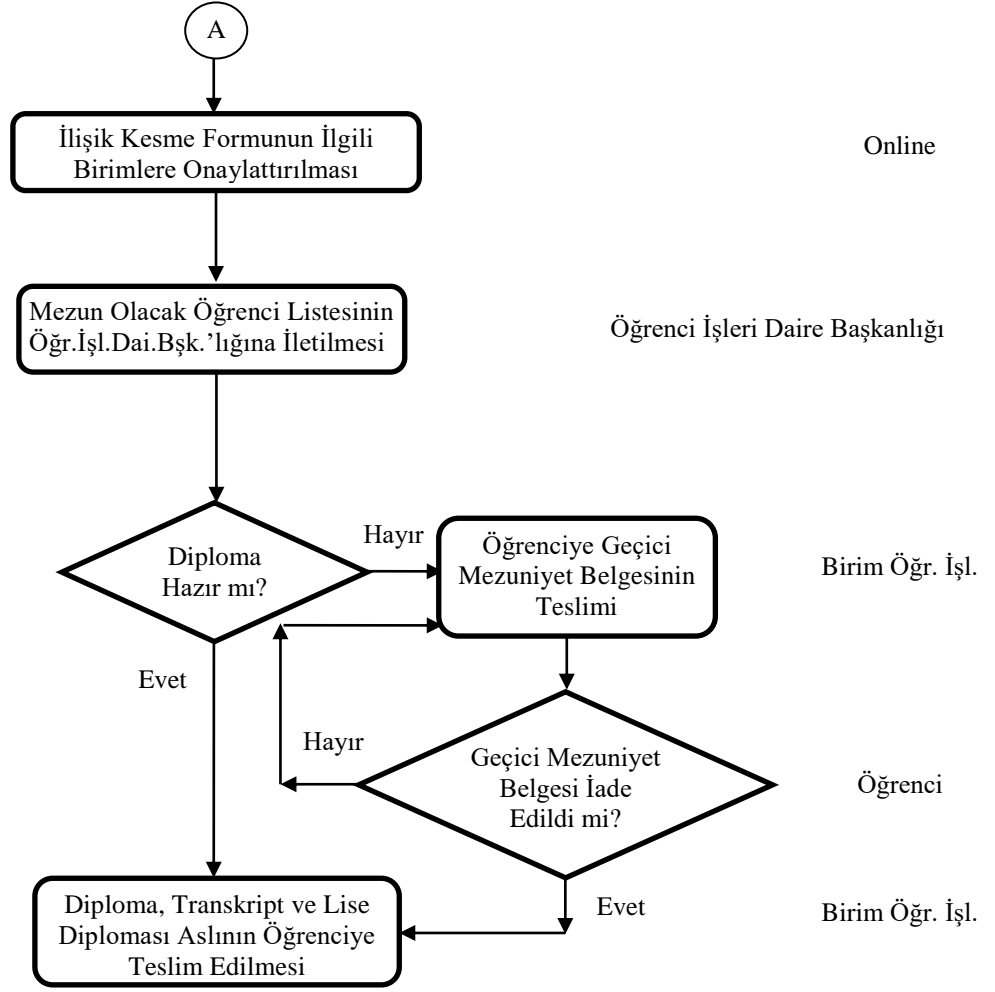 A
İlişik Kesme Formunun İlgili
Birimlere Onaylattırılması
Online
Mezun Olacak Öğrenci Listesinin
Öğr.İşl.Dai.Bşk.’lığına İletilmesi
Öğrenci İşleri Daire Başkanlığı
Diploma
Hazır mı?
Hayır
Öğrenciye Geçici
Mezuniyet Belgesinin
Teslimi
Birim Öğr. İşl.
Evet
Hayır
Geçici Mezuniyet
Belgesi İade
Edildi mi?
Öğrenci
Evet
Diploma, Transkript ve Lise
Diploması Aslının Öğrenciye
Teslim Edilmesi
Birim Öğr. İşl.